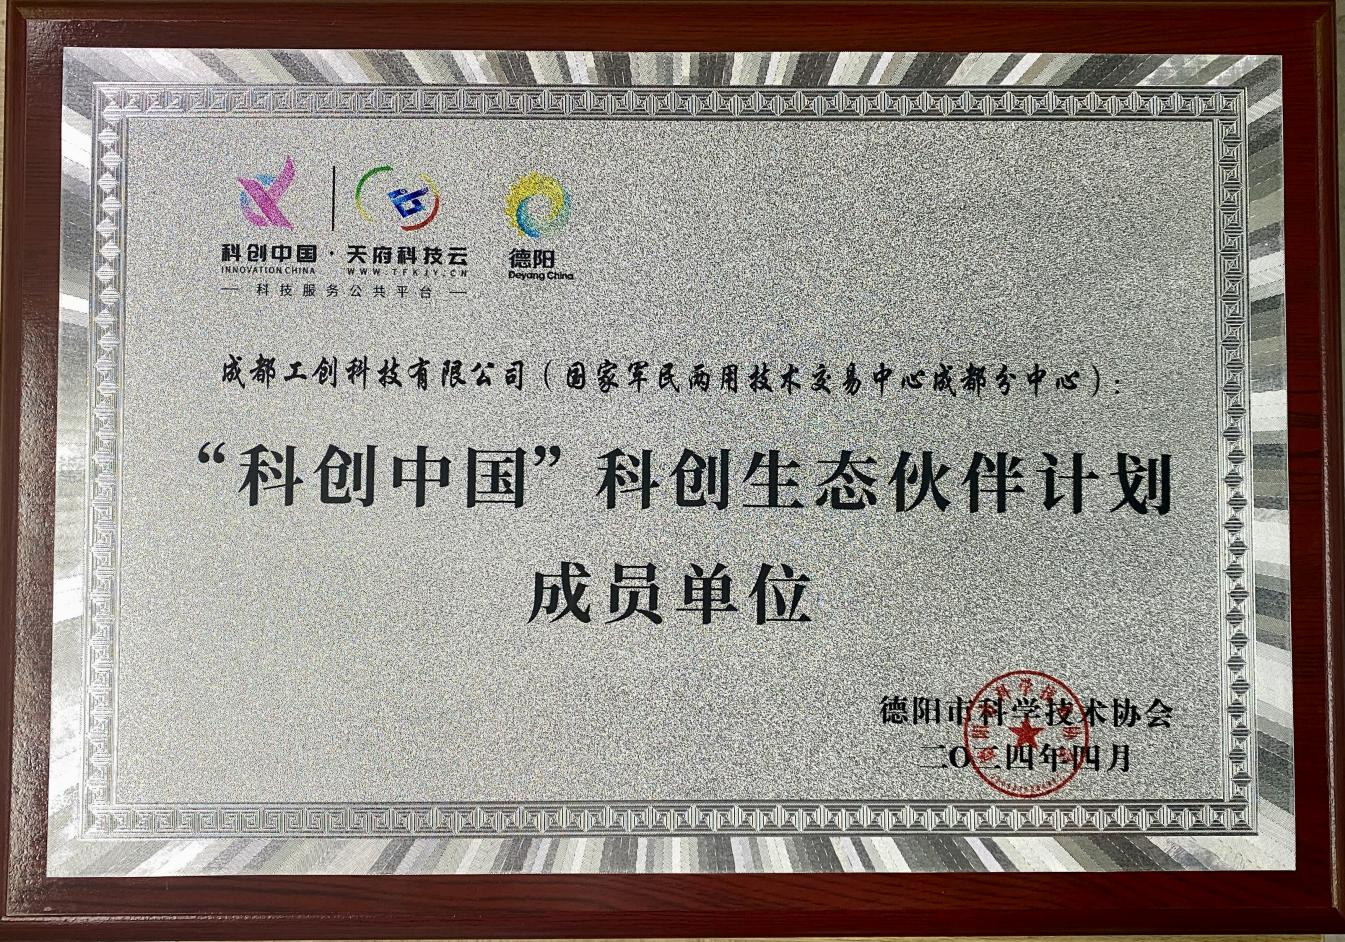 科创中国·天府科技云
INNOVATION CHINA WWW.TFKJY.CN
科技服务公共平台
德阳
Deyang China
成都工创科技有限公司（国家军民两用技术交易中心成都分中心）：
“科创中国”科创生态伙伴计划
成员单位
德阳市科学技术协会
二〇二四年四月